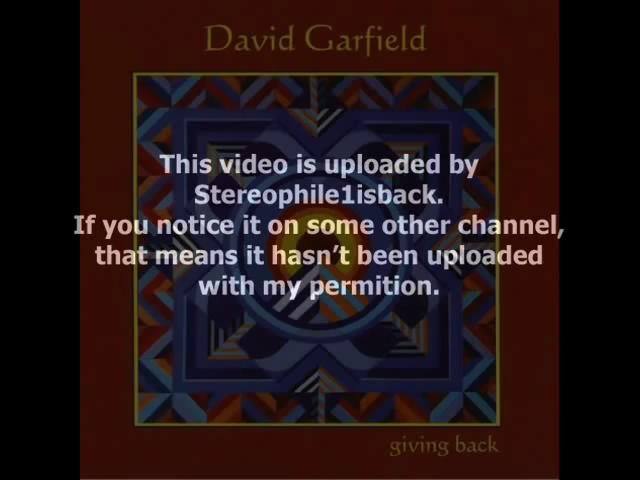 David Garfield
This video is uploaded by
Stereophile1isback.
If you notice it on some other channel,
that means it hasn't been uploaded
with my permition.
giving back